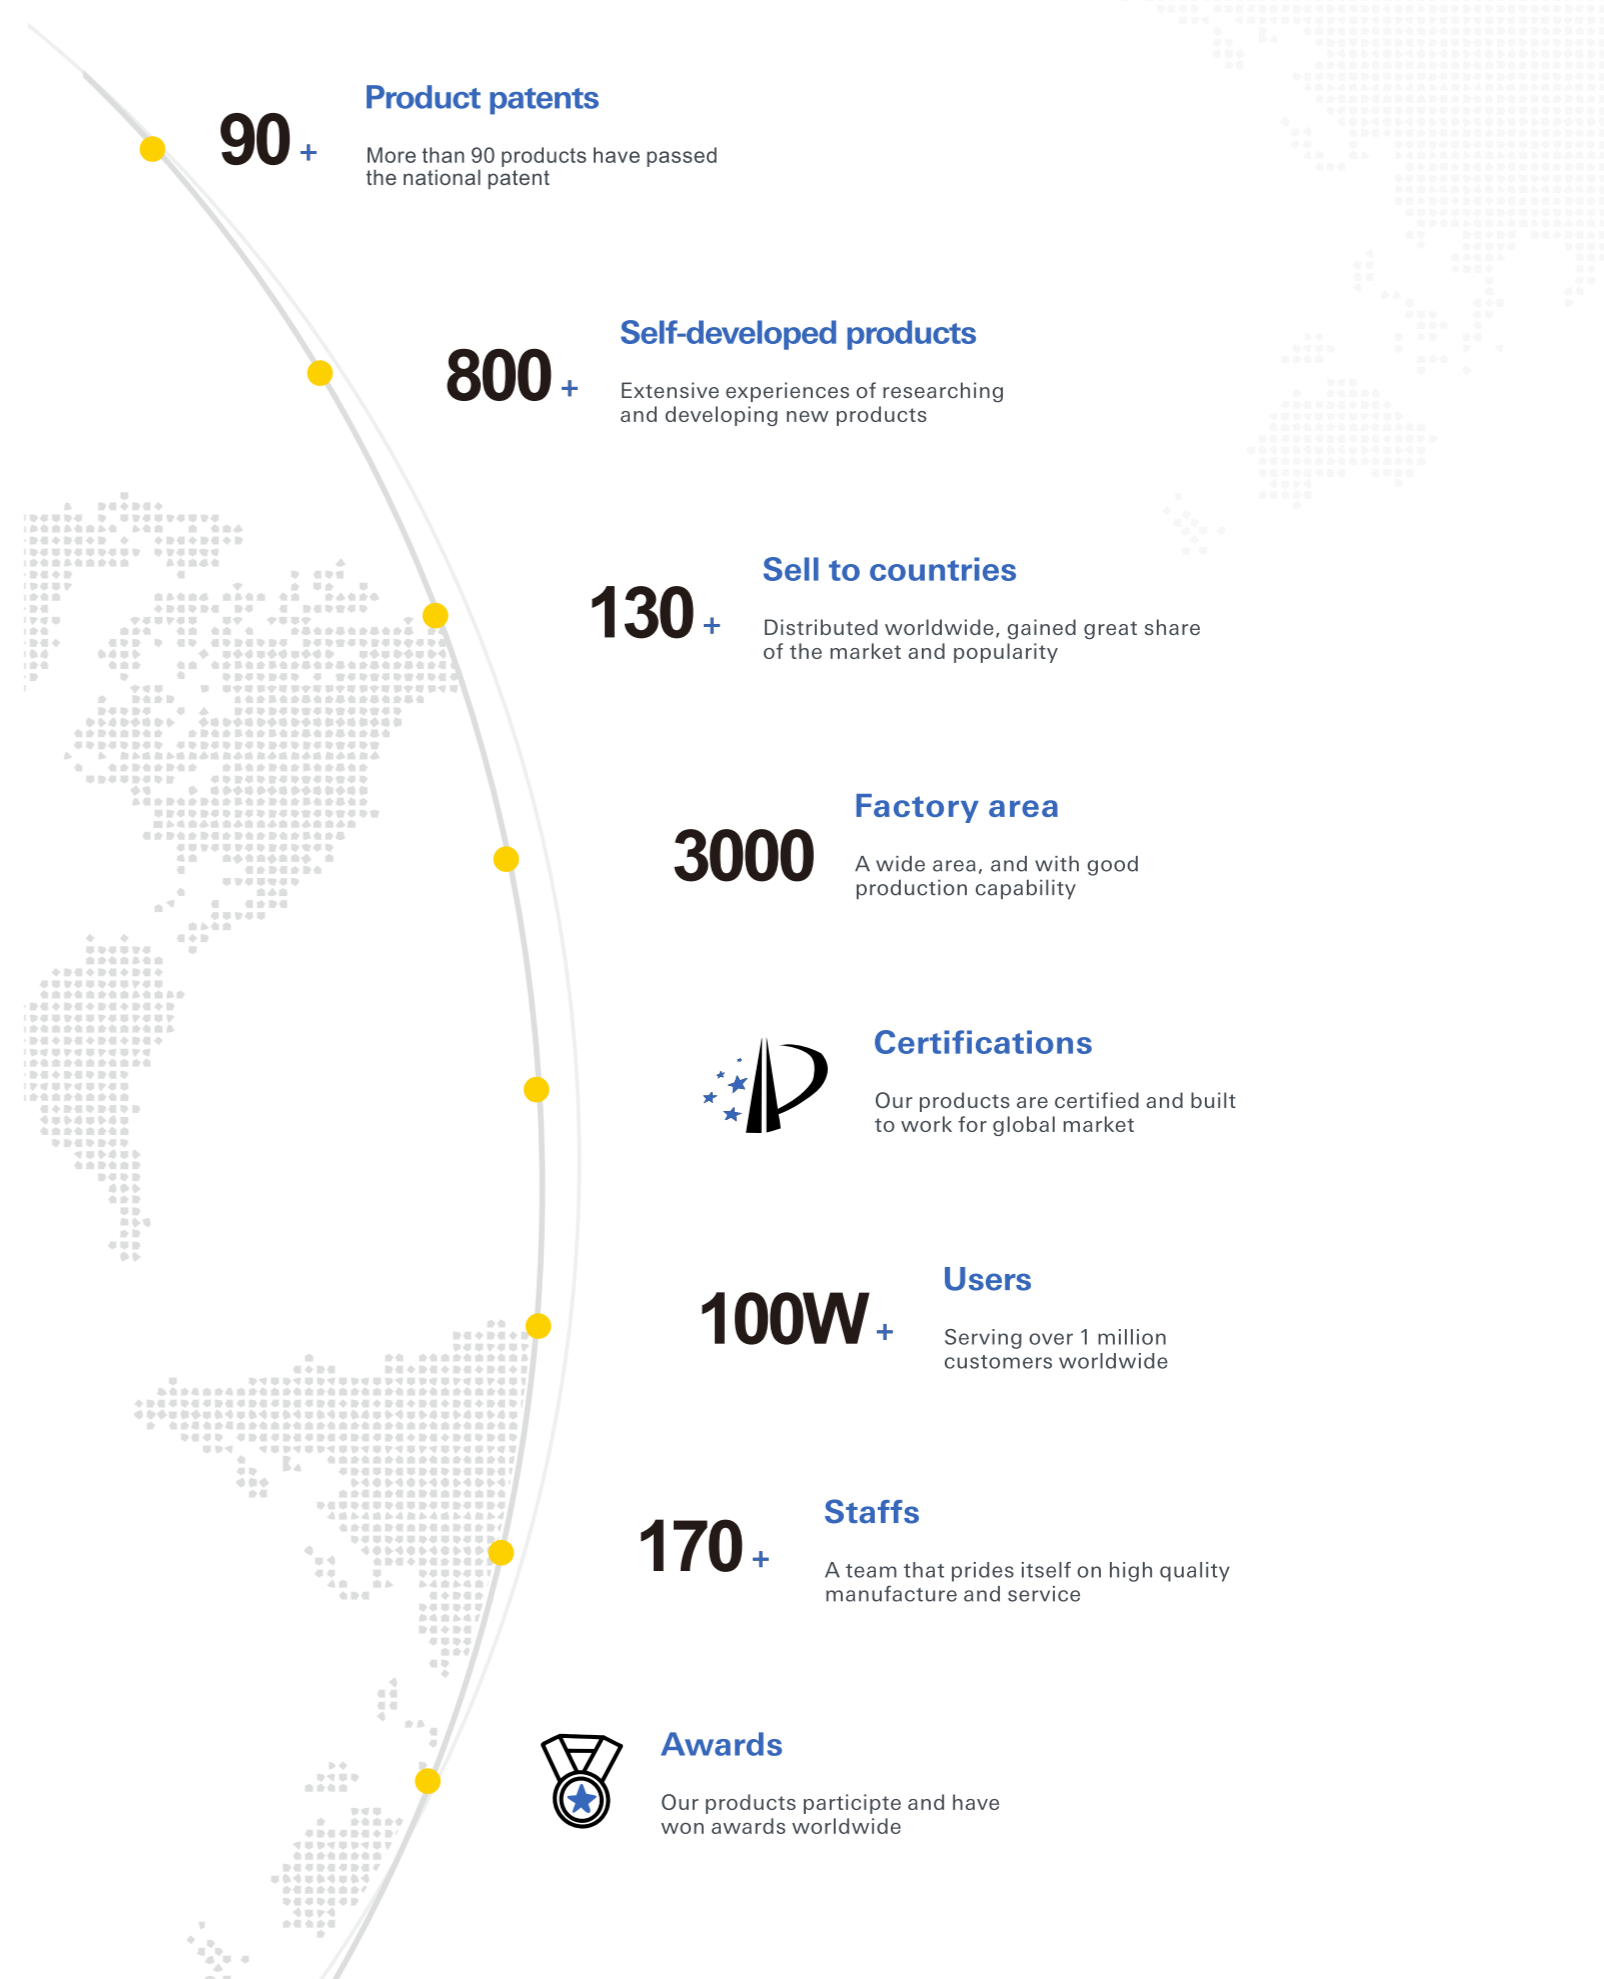 Product patents
90 +
More than 90 products have passed
the national patent
Self-developed products
800 +
Extensive experiences of researching
and developing new products
Sell to countries
130 +
Distributed worldwide, gained great share
of the market and popularity
Factory area
3000
A wide area, and with good
production capability
Certifications
Our products are certified and built
to work for global market
Users
100W +
Serving over 1 million
customers worldwide
Staffs
170 +
A team that prides itself on high quality
manufacture and service
Awards
Our products participte and have
won awards worldwide